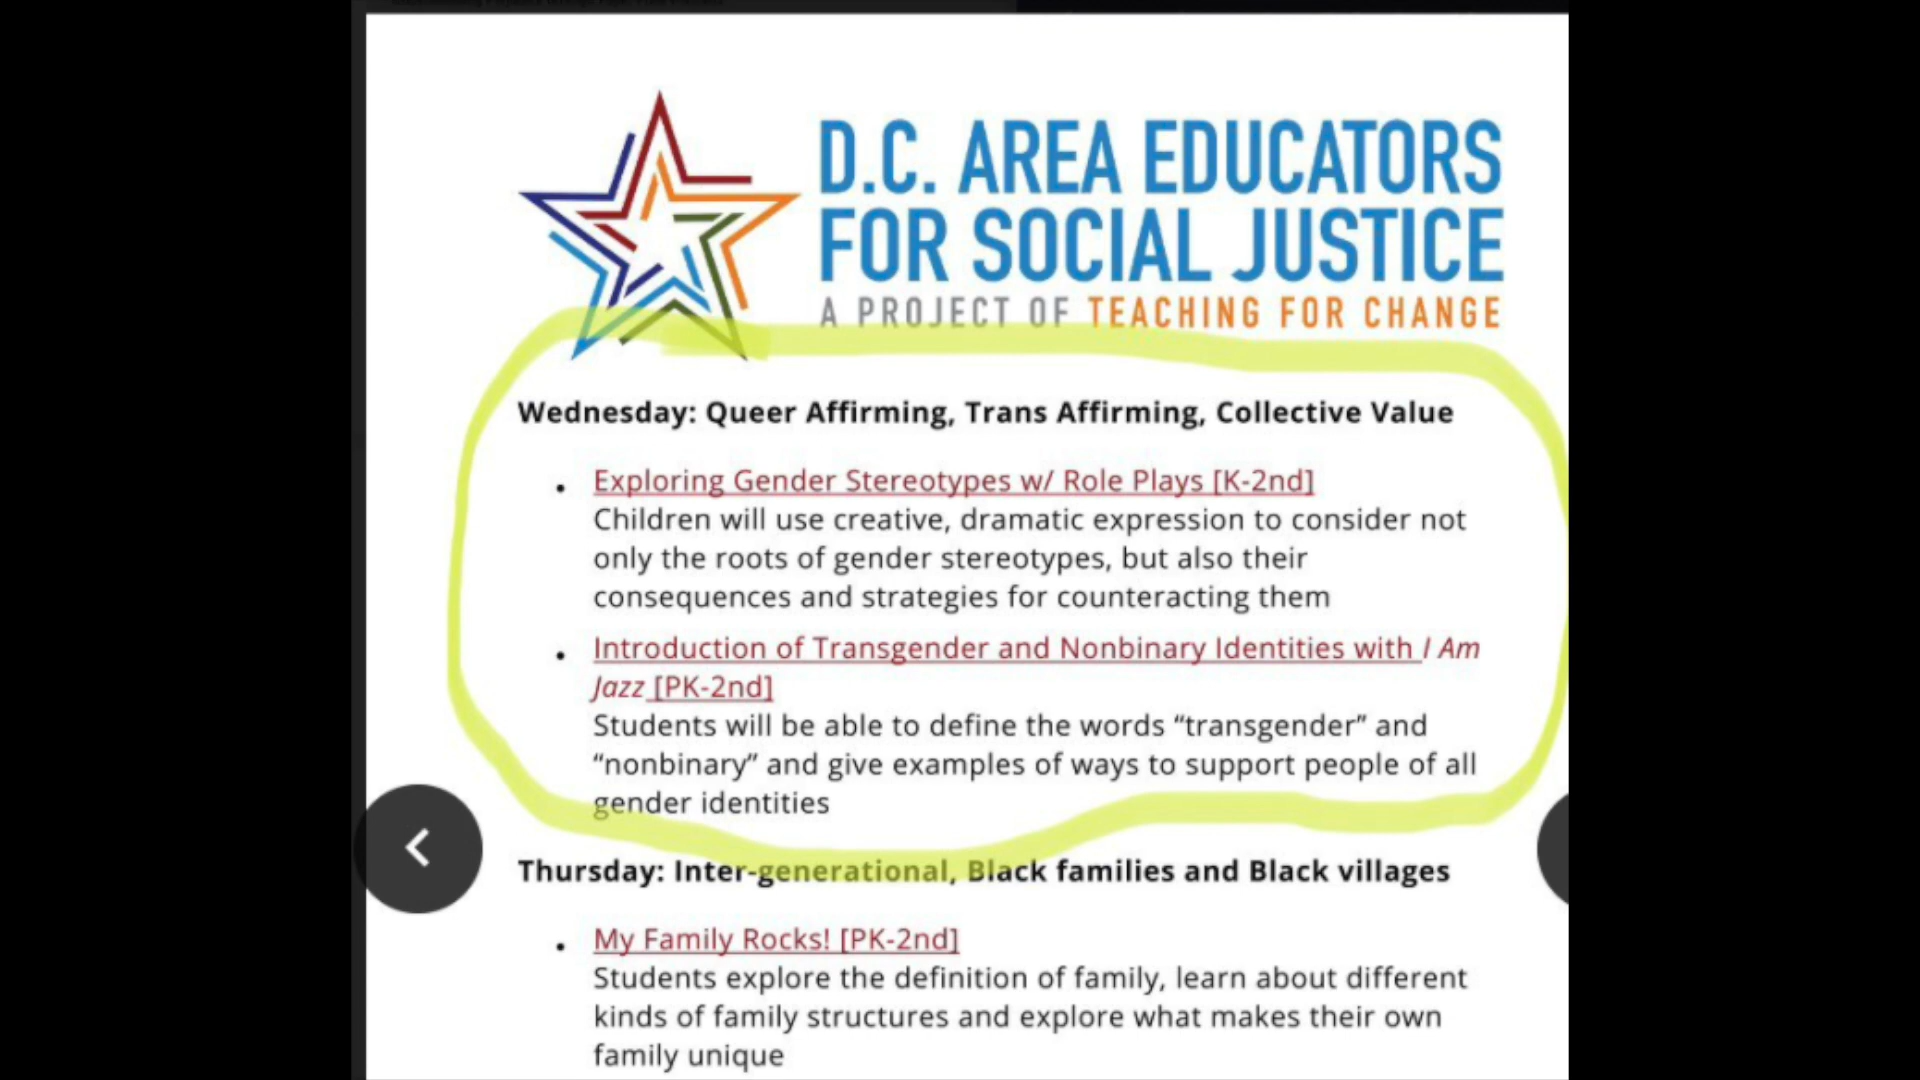 D.C. AREA EDUCATORS
FOR SOCIAL JUSTICE
A PROJECT OF TEACHING FOR CHANGE
Wednesday: Queer Affirming, Trans Affirming, Collective Value
• Exploring Gender Stereotypes w/ Role Plays [K-2nd]
Children will use creative, dramatic expression to consider not
only the roots of gender stereotypes, but also their
consequences and strategies for counteracting them
• Introduction of Transgender and Nonbinary Identities with I Am
Jazz [PK-2nd]
Students will be able to define the words “transgender” and
“nonbinary” and give examples of ways to support people of all
gender identities
Thursday: Inter-generational, Black families and Black villages
• My Family Rocks! [PK-2nd]
Students explore the definition of family, learn about different
kinds of family structures and explore what makes their own
family unique